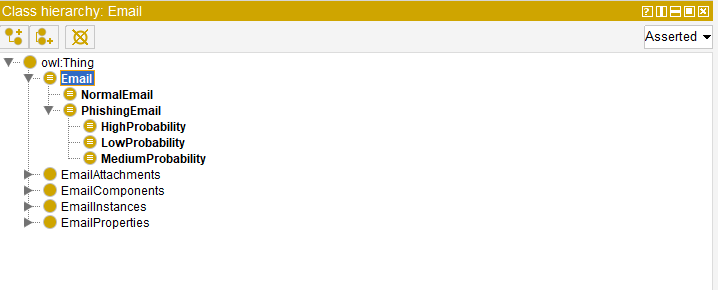 Class hierarchy: Email
Asserted
owl:Thing
Email
NormalEmail
PhishingEmail
HighProbability
LowProbability
MediumProbability
EmailAttachments
EmailComponents
EmailInstances
EmailProperties